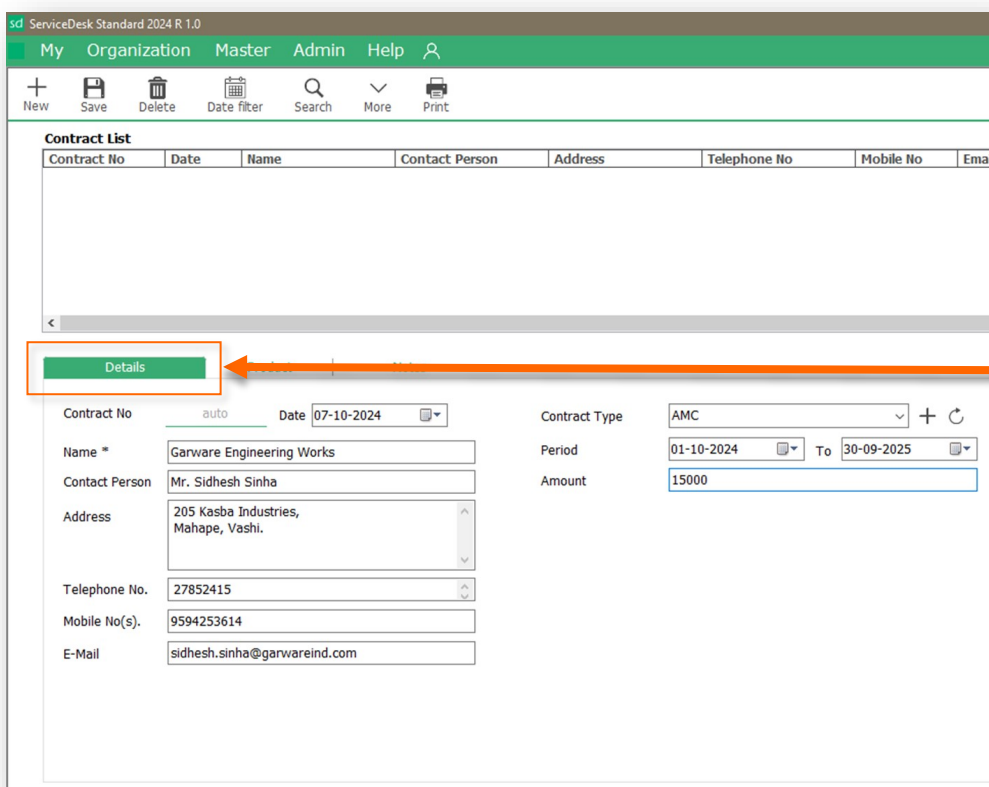 sd ServiceDesk Standard 2024 R 1.0
My Organization Master Admin Help
New Save Delete Date filter Search More Print
Contract List
Contract No Date Name Contact Person Address Telephone No Mobile No Ema
Details
Contract No auto Date 07-10-2024 Contract Type AMC
Name * Garware Engineering Works Period 01-10-2024 To 30-09-2025
Contact Person Mr. Sidhesh Sinha Amount 15000
Address 205 Kasba Industries,
Mahape, Vashi.
Telephone No. 27852415
Mobile No(s). 9594253614
E-Mail sidhesh.sinha@garwareind.com